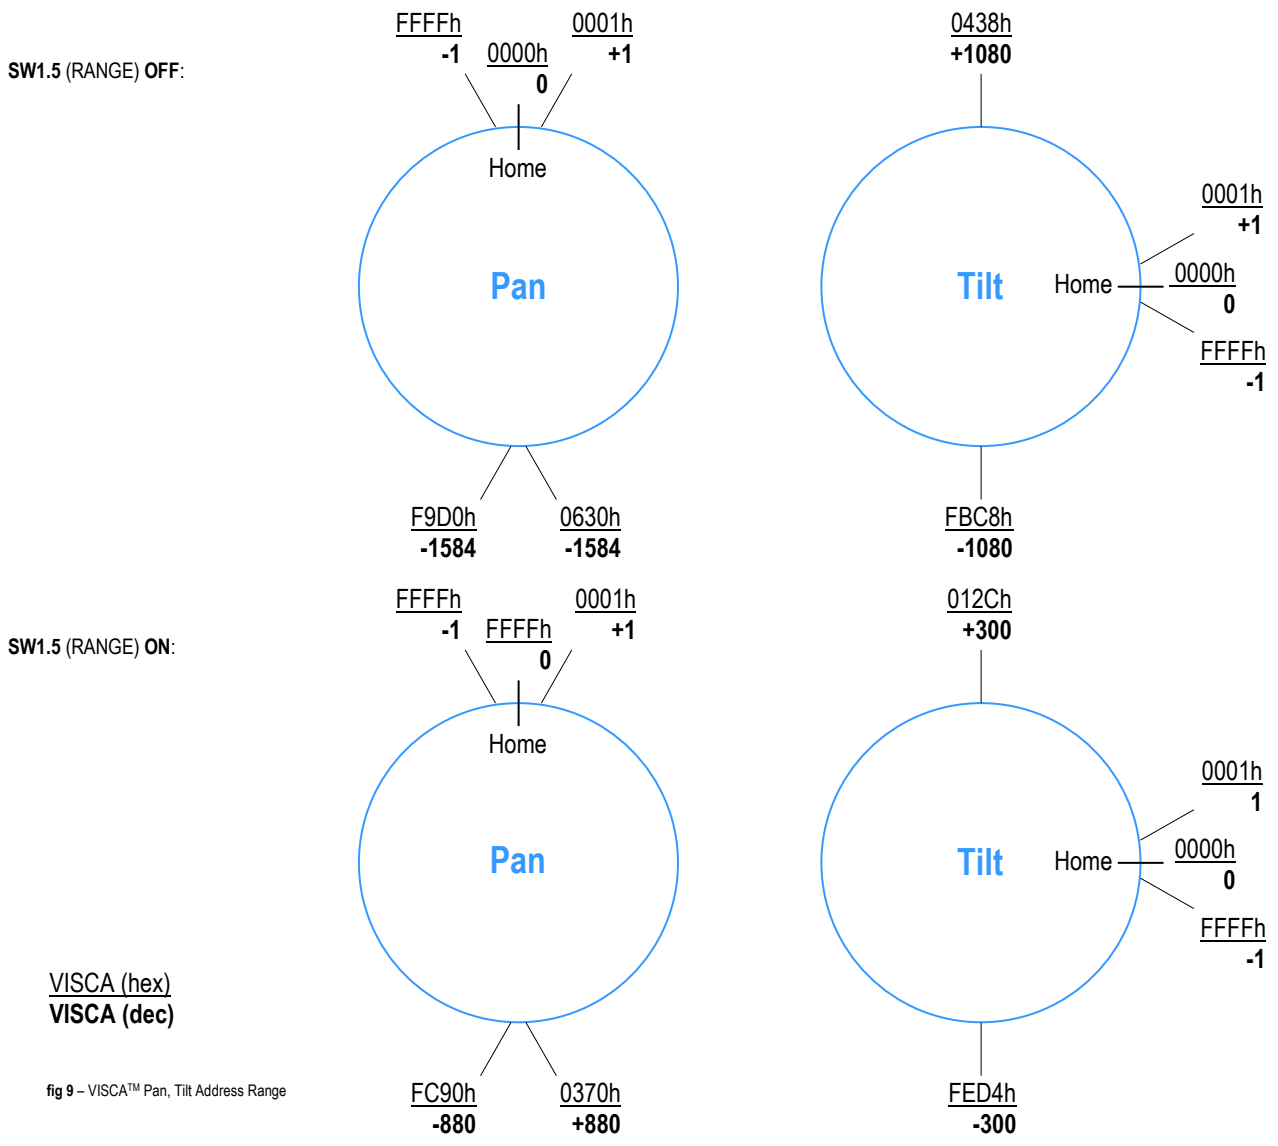 SW1.5 (RANGE) OFF:
FFFFh
-1
0000h
0
0001h
+1
Home
Pan
F9D0h
-1584
0630h
-1584
0438h
+1080
0001h
+1
Home
0000h
0
FFFFh
-1
Tilt
FBC8h
-1080
SW1.5 (RANGE) ON:
FFFFh
-1
FFFFh
0
0001h
+1
Home
Pan
FC90h
-880
0370h
+880
012Ch
+300
0001h
1
Home
0000h
0
FFFFh
-1
Tilt
FED4h
-300
VISCA (hex)
VISCA (dec)
fig 9 – VISCA™ Pan, Tilt Address Range